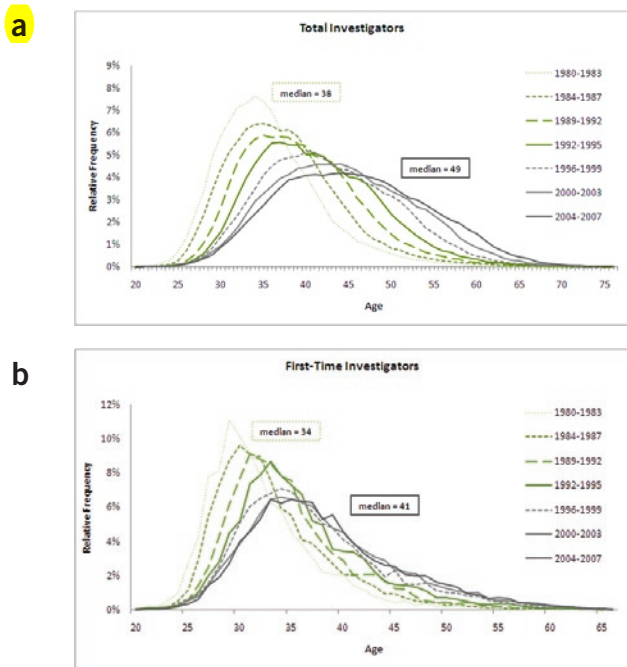 a
Total Investigators
9%
8%
7%
6%
5%
4%
3%
2%
1%
0%
Relative Frequency
median = 38
median = 49
1980-1983
1984-1987
1989-1992
1992-1995
1996-1999
2000-2003
2004-2007
20 25 30 35 40 45 50 55 60 65 70 75
Age
b
First-Time Investigators
12%
10%
8%
6%
4%
2%
0%
Relative Frequency
median = 34
median = 41
1980-1983
1984-1987
1989-1992
1992-1995
1996-1999
2000-2003
2004-2007
20 25 30 35 40 45 50 55 60 65
Age